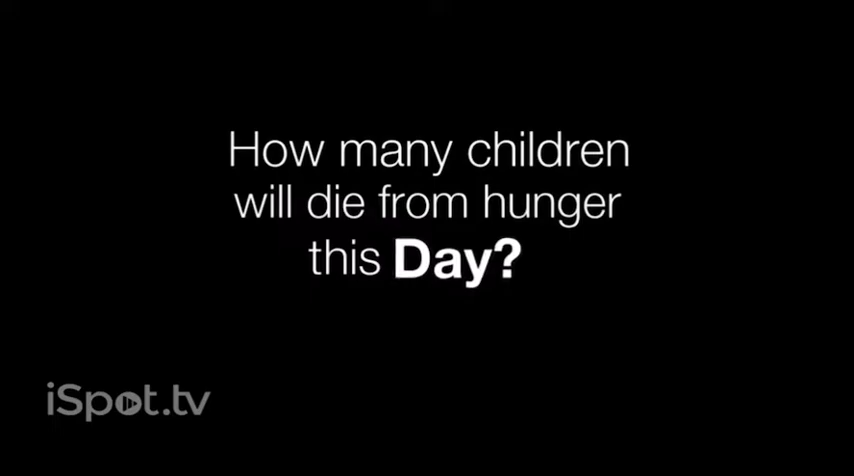 How many children
will die from hunger
this Day?
iSpot.tv